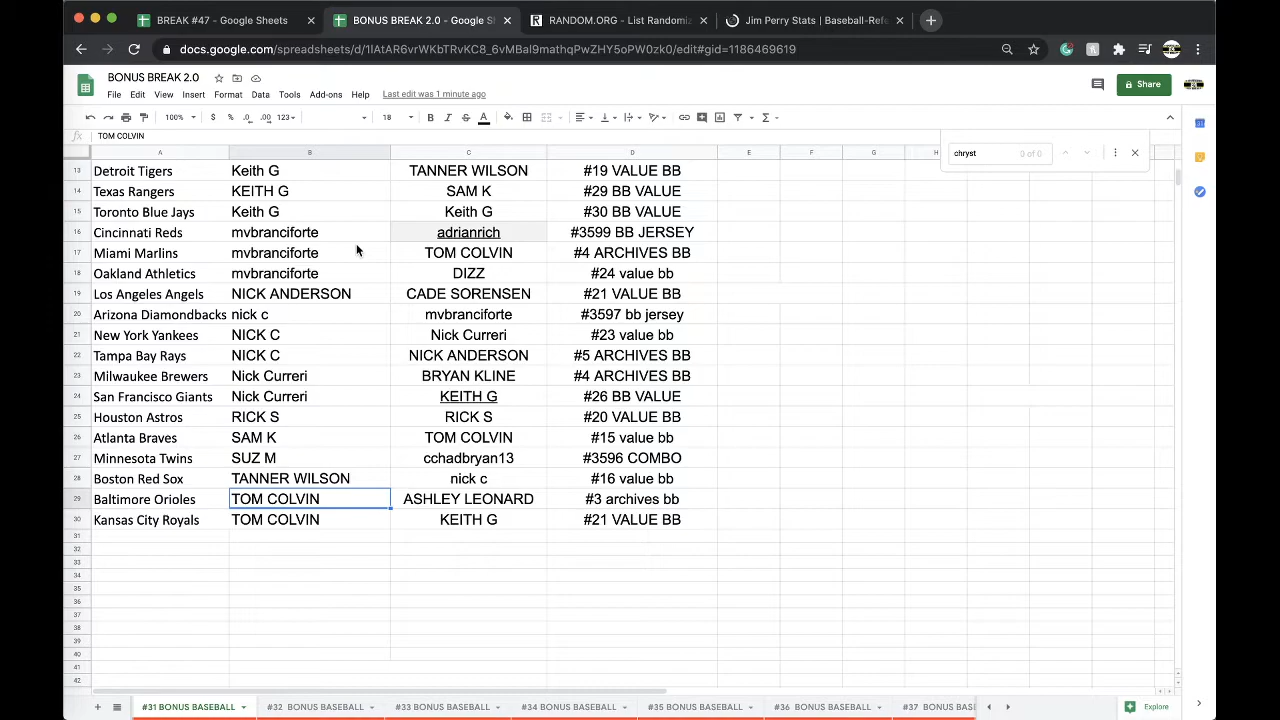 BREAK #47 - Google Sheets
BONUS BREAK 2.0 - Google S
RANDOM.ORG - List Randomiz
Jim Perry Stats | Baseball-Refe
docs.google.com/spreadsheets/d/1lAtAR6vrWKbTRvKC8_6vMBal9mathqPwZHY5oPW0zk0/edit#gid=1186469619
BONUS BREAK 2.0
File Edit View Insert Format Data Tools Add-ons Help Last edit was 1 minute ago
Share
100% $ % .0 .00 123 18 B I S A
fx TOM COLVIN
chryst 0 of 0
A B C D E F G H
13 Detroit Tigers Keith G TANNER WILSON #19 VALUE BB
14 Texas Rangers KEITH G SAM K #29 BB VALUE
15 Toronto Blue Jays Keith G Keith G #30 BB VALUE
16 Cincinnati Reds mvbranciforte adrianrich #3599 BB JERSEY
17 Miami Marlins mvbranciforte TOM COLVIN #4 ARCHIVES BB
18 Oakland Athletics mvbranciforte DIZZ #24 value bb
19 Los Angeles Angels NICK ANDERSON CADE SORENSEN #21 VALUE BB
20 Arizona Diamondbacks nick c mvbranciforte #3597 bb jersey
21 New York Yankees NICK C Nick Curreri #23 value bb
22 Tampa Bay Rays NICK C NICK ANDERSON #5 ARCHIVES BB
23 Milwaukee Brewers Nick Curreri BRYAN KLINE #4 ARCHIVES BB
24 San Francisco Giants Nick Curreri KEITH G #26 BB VALUE
25 Houston Astros RICK S RICK S #20 VALUE BB
26 Atlanta Braves SAM K TOM COLVIN #15 value bb
27 Minnesota Twins SUZ M cchadbryan13 #3596 COMBO
28 Boston Red Sox TANNER WILSON nick c #16 value bb
29 Baltimore Orioles TOM COLVIN ASHLEY LEONARD #3 archives bb
30 Kansas City Royals TOM COLVIN KEITH G #21 VALUE BB
31
32
33
34
35
36
37
38
39
40
41
42
#31 BONUS BASEBALL #32 BONUS BASEBALL #33 BONUS BASEBALL #34 BONUS BASEBALL #35 BONUS BASEBALL #36 BONUS BASEBALL #37 BONUS BASE Explore